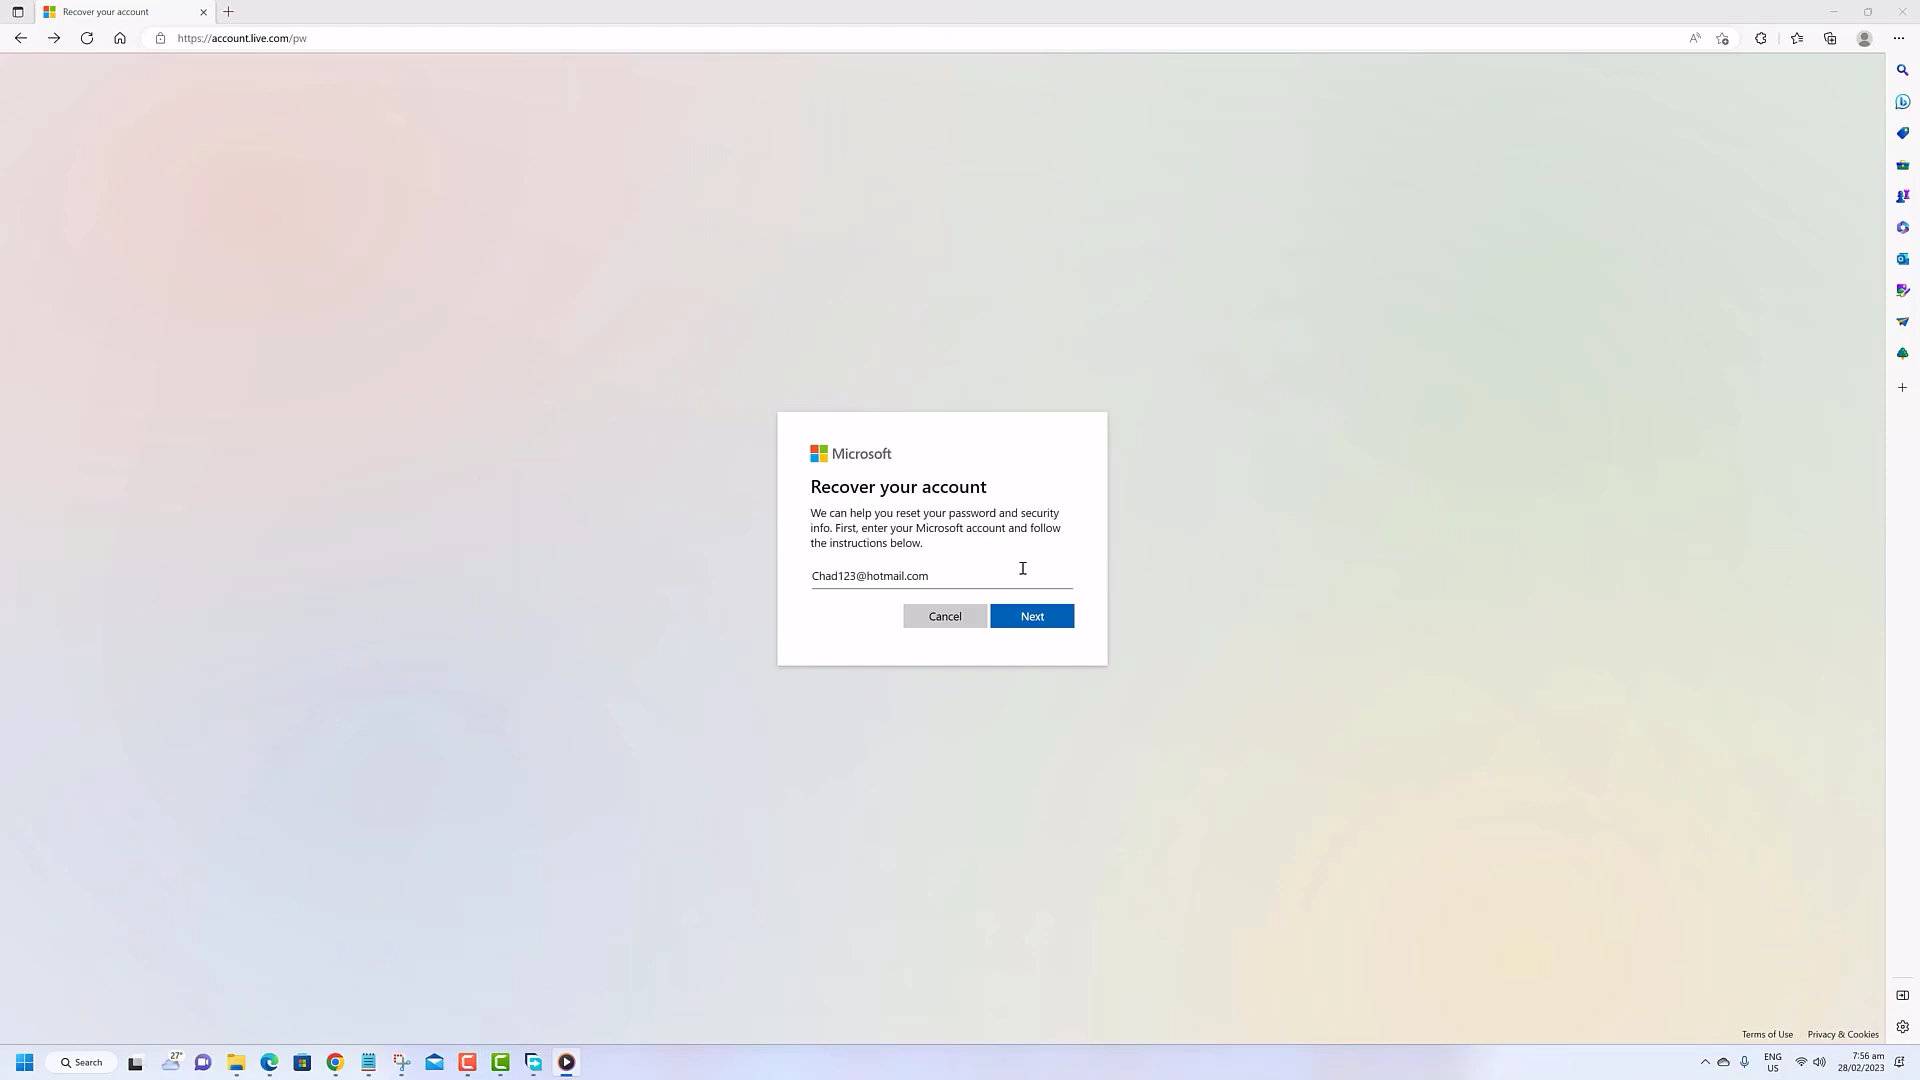 Recover your account
https://account.live.com/pw
Microsoft
Recover your account
We can help you reset your password and security
info. First, enter your Microsoft account and follow
the instructions below.
Chad123@hotmail.com
Cancel
Next
Terms of Use
Privacy & Cookies
Search
27°
ENG
US
7:56 am
28/02/2023